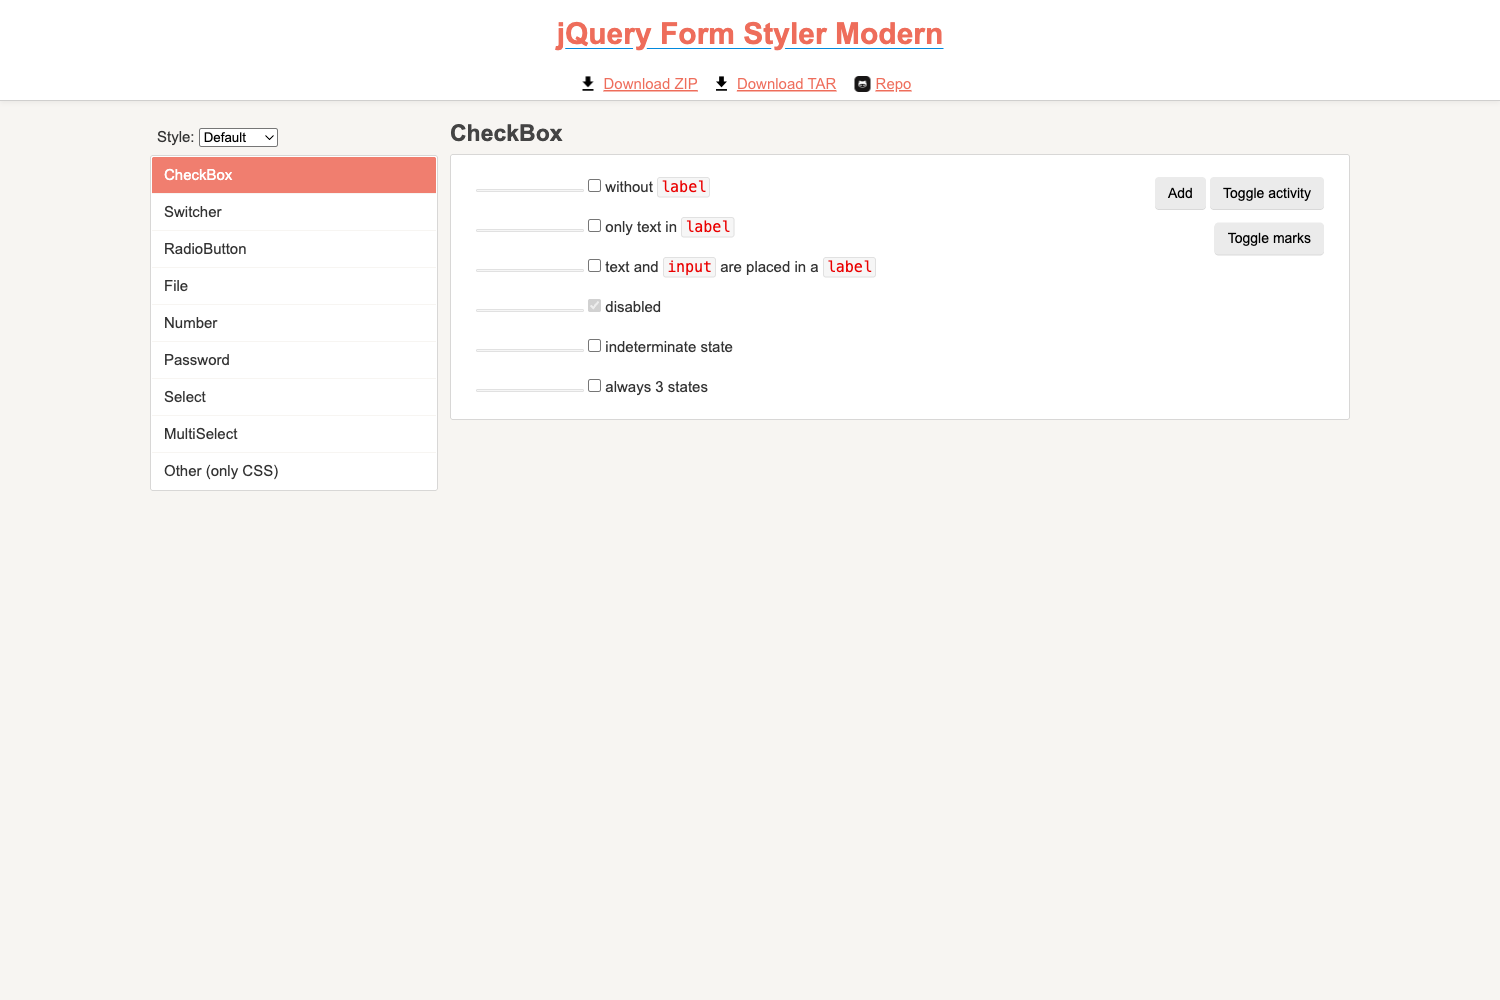 jQuery Form Styler Modern
Download ZIP Download TAR Repo
Style: Default
CheckBox
Switcher
RadioButton
File
Number
Password
Select
MultiSelect
Other (only CSS)
CheckBox
without label
only text in label
text and input are placed in a label
disabled
indeterminate state
always 3 states
Add Toggle activity
Toggle marks